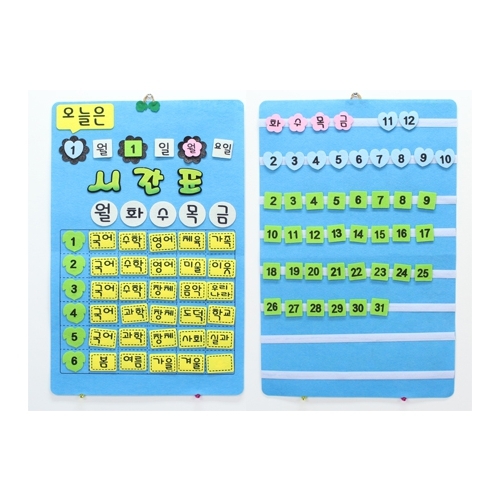 오늘은
1 월 1 일 월 요일
시간표
월 화 수 목 금
1 국어 수학 영어 체육 가족
2 국어 수학 영어 미술 이웃
3 국어 수학 창체 음악 우리나라
4 국어 과학 창체 도덕 학교
5 국어 과학 창체 사회 실과
6 봄 여름 가을 겨울
화 수 목 금 11 12
2 3 4 5 6 7 8 9 10
2 3 4 5 6 7 8 9
10 11 12 13 14 15 16 17
18 19 20 21 22 23 24 25
26 27 28 29 30 31